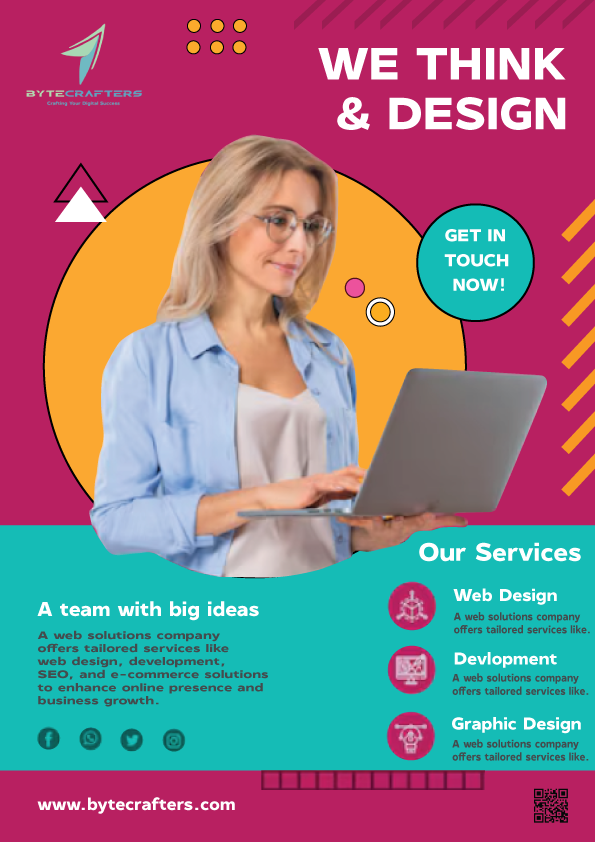 BYTECRAFTERS
Crafting Your Digital Success
WE THINK
& DESIGN
GET IN
TOUCH
NOW!
Our Services
Web Design
A web solutions company
offers tailored services like.
Devlopment
A web solutions company
offers tailored services like.
Graphic Design
A web solutions company
offers tailored services like.
A team with big ideas
A web solutions company
offers tailored services like
web design, development,
SEO, and e-commerce solutions
to enhance online presence and
business growth.
www.bytecrafters.com